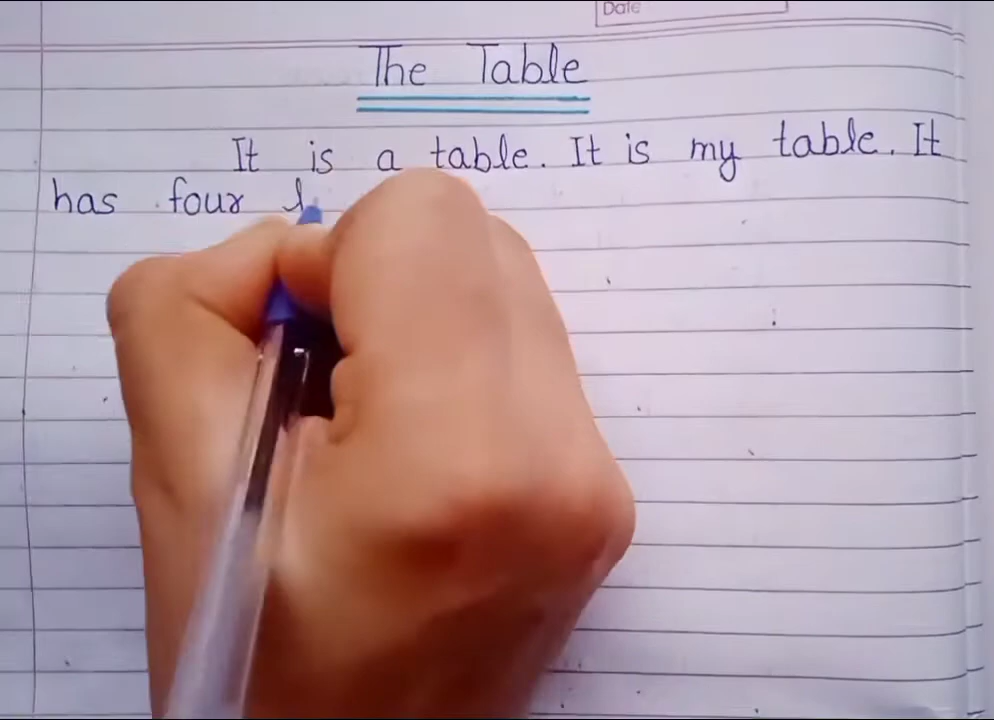 Date
The Table
It is a table. It is my table. It
has four l